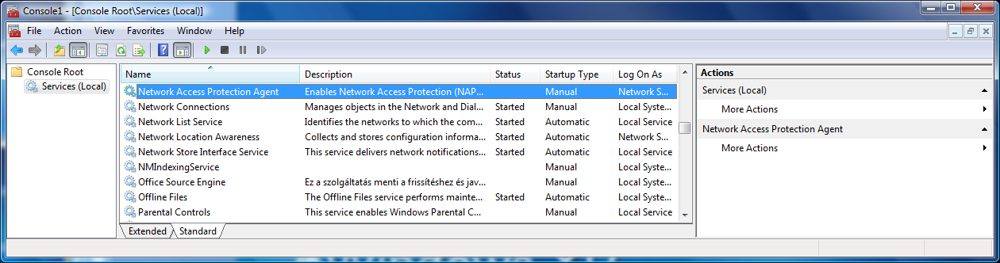 Console1 - [Console Root\Services (Local)]
File Action View Favorites Window Help
Console Root
Services (Local)
Name Description Status Startup Type Log On As
Network Access Protection Agent Enables Network Access Protection (NAP... Manual Network S...
Network Connections Manages objects in the Network and Dial... Started Manual Local Syste...
Network List Service Identifies the networks to which the com... Started Automatic Local Service
Network Location Awareness Collects and stores configuration informa... Started Automatic Network S...
Network Store Interface Service This service delivers network notifications... Started Automatic Local Service
NMIndexingService Manual Local Syste...
Office Source Engine Ez a szolgáltatás menti a frissítéshez és jav... Manual Local Syste...
Offline Files The Offline Files service performs mainte... Started Automatic Local Syste...
Parental Controls This service enables Windows Parental C... Manual Local Service
Extended Standard
Actions
Services (Local)
More Actions
Network Access Protection Agent
More Actions